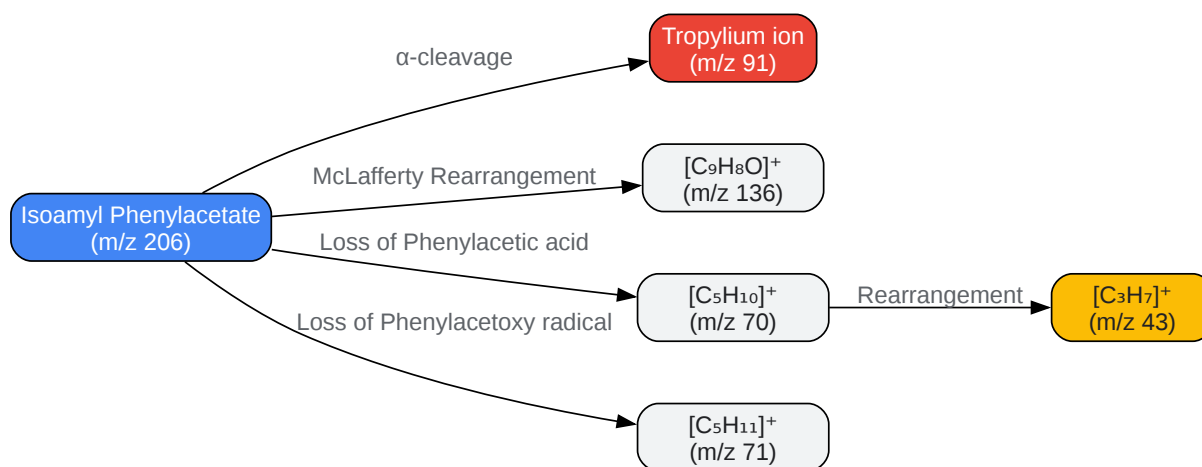 Tropylium ion
(m/z 91)
α-cleavage
[C₉H₈O]⁺
(m/z 136)
McLafferty Rearrangement
Isoamyl Phenylacetate
(m/z 206)
Loss of Phenylacetic acid
[C₅H₁₀]⁺
(m/z 70)
Rearrangement
[C₃H₇]⁺
(m/z 43)
Loss of Phenylacetoxy radical
[C₅H₁₁]⁺
(m/z 71)